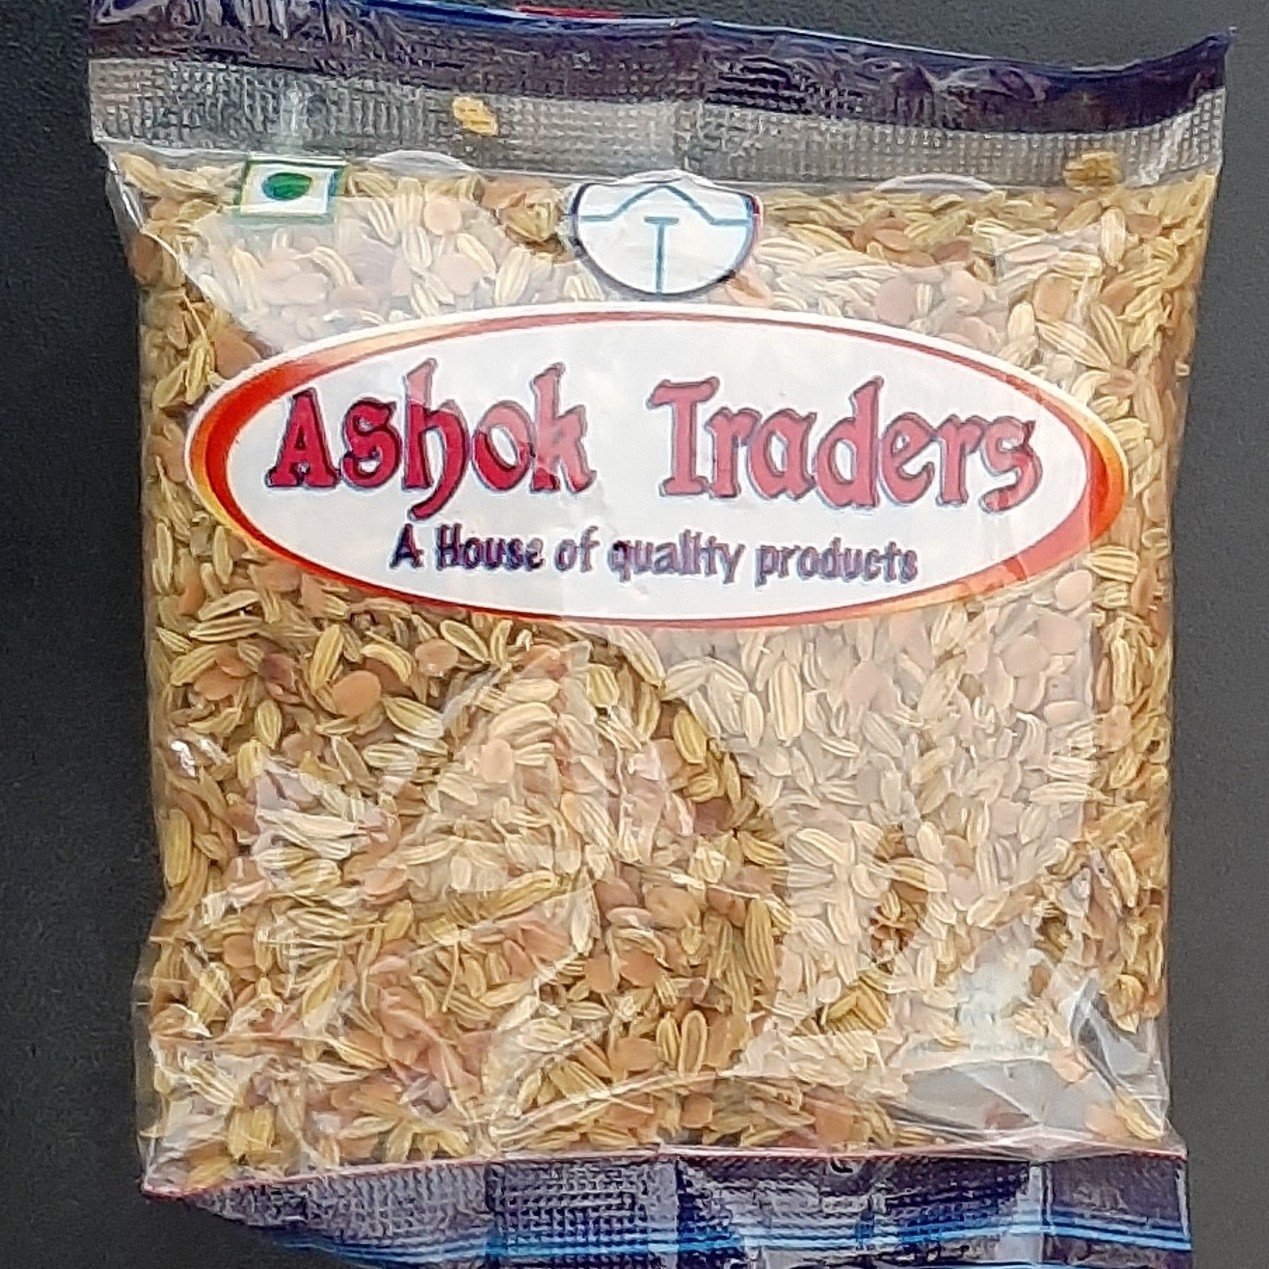 Ashok Traders
A House of quality products